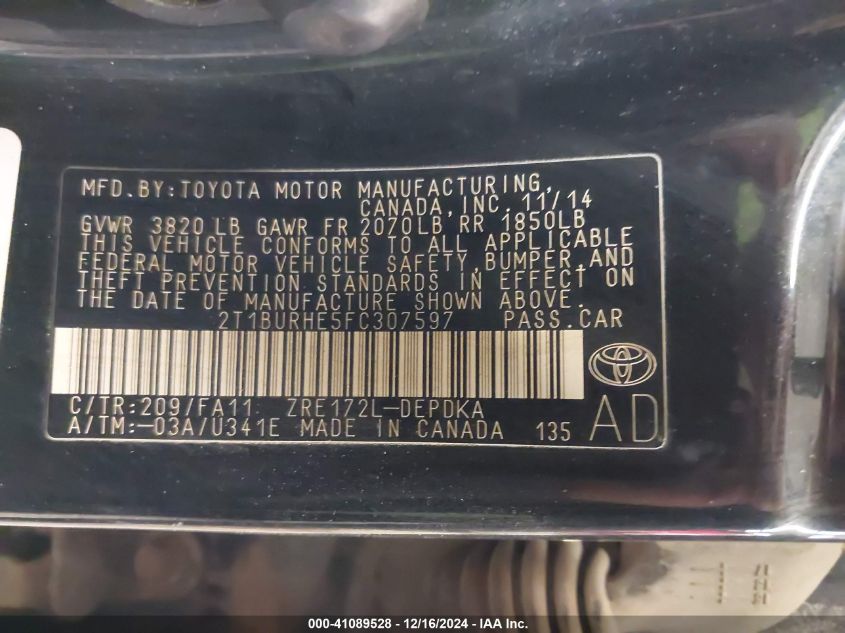 MFD.BY:TOYOTA MOTOR MANUFACTURING,
CANADA,INC. 11/14
GVWR 3820 LB GAWR FR 2070LB RR 1850LB
THIS VEHICLE CONFORMS TO ALL APPLICABLE
FEDERAL MOTOR VEHICLE SAFETY,BUMPER,AND
THEFT PREVENTION STANDARDS IN EFFECT ON
THE DATE OF MANUFACTURE SHOWN ABOVE.
2T1BURHE5FC307597 PASS.CAR
C/TR:209/FA11: ZRE172L-DEPDKA
A/TM:-03A/U341E MADE IN CANADA 135 AD
000-41089528 - 12/16/2024 - IAA Inc.